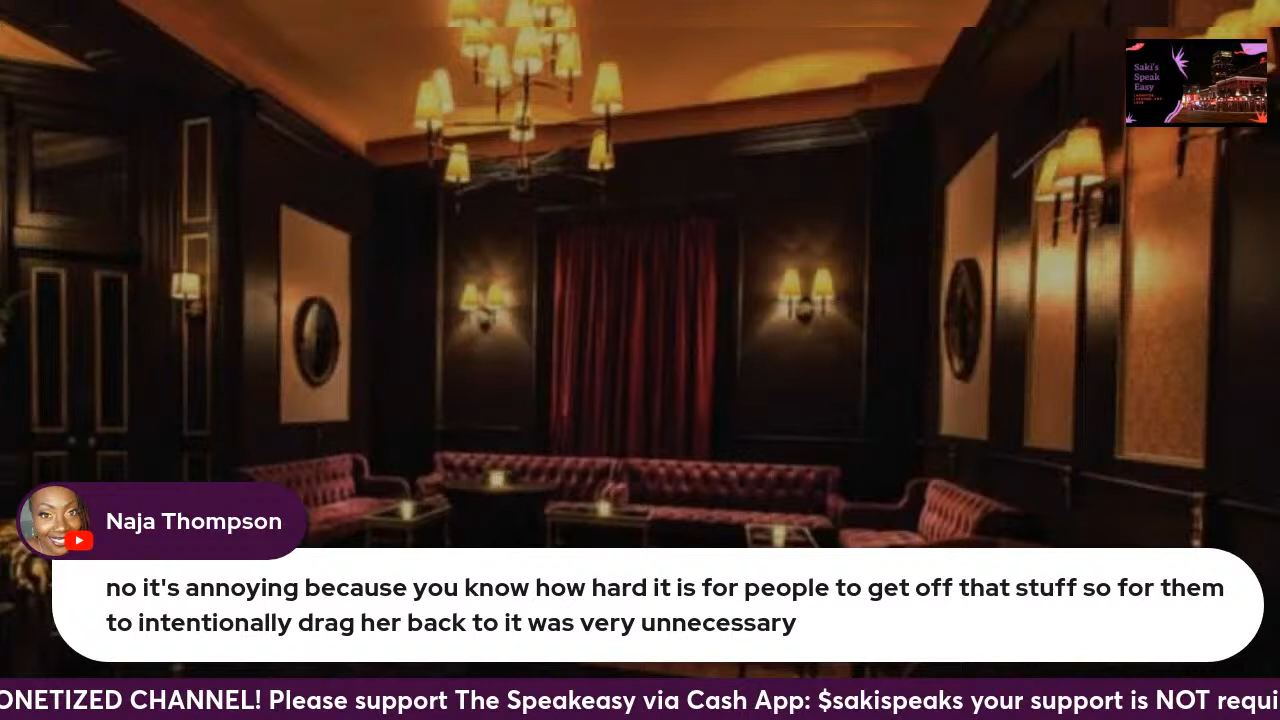 Saki's
Speak
Easy
Naja Thompson
no it's annoying because you know how hard it is for people to get off that stuff so for them
to intentionally drag her back to it was very unnecessary
ONETIZED CHANNEL! Please support The Speakeasy via Cash App: $sakispeaks your support is NOT requi